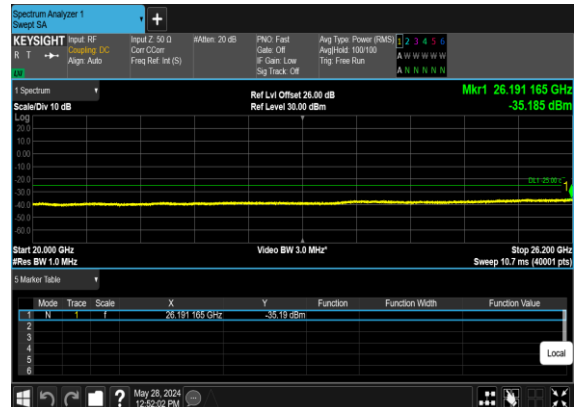 Spectrum Analyzer 1
Swept SA
+
KEYSIGHT Input: RF Input Z: 50 Ω #Atten: 20 dB PNO: Fast Avg Type: Power (RMS) 1 2 3 4 5 6
R T Coupling: DC Corr CCorr Gate: Off Avg|Hold: 100/100 A W W W W W
Align: Auto Freq Ref: Int (S) IF Gain: Low Trig: Free Run
LXI Sig Track: Off A N N N N N
1 Spectrum Ref Lvl Offset 26.00 dB Mkr1 26.191 165 GHz
Scale/Div 10 dB Ref Level 30.00 dBm -35.185 dBm
Log
20.0
10.0
0.00
-10.0
-20.0
DL1 -25.00
-30.0 1
-40.0
-50.0
-60.0
Start 20.000 GHz Video BW 3.0 MHz* Stop 26.200 GHz
#Res BW 1.0 MHz Sweep 10.7 ms (40001 pts)
5 Marker Table
Mode Trace Scale X Y Function Function Width Function Value
1 N 1 f 26.191 165 GHz -35.19 dBm
2
3
4
5
6
Local
? May 28, 2024
12:52:02 PM